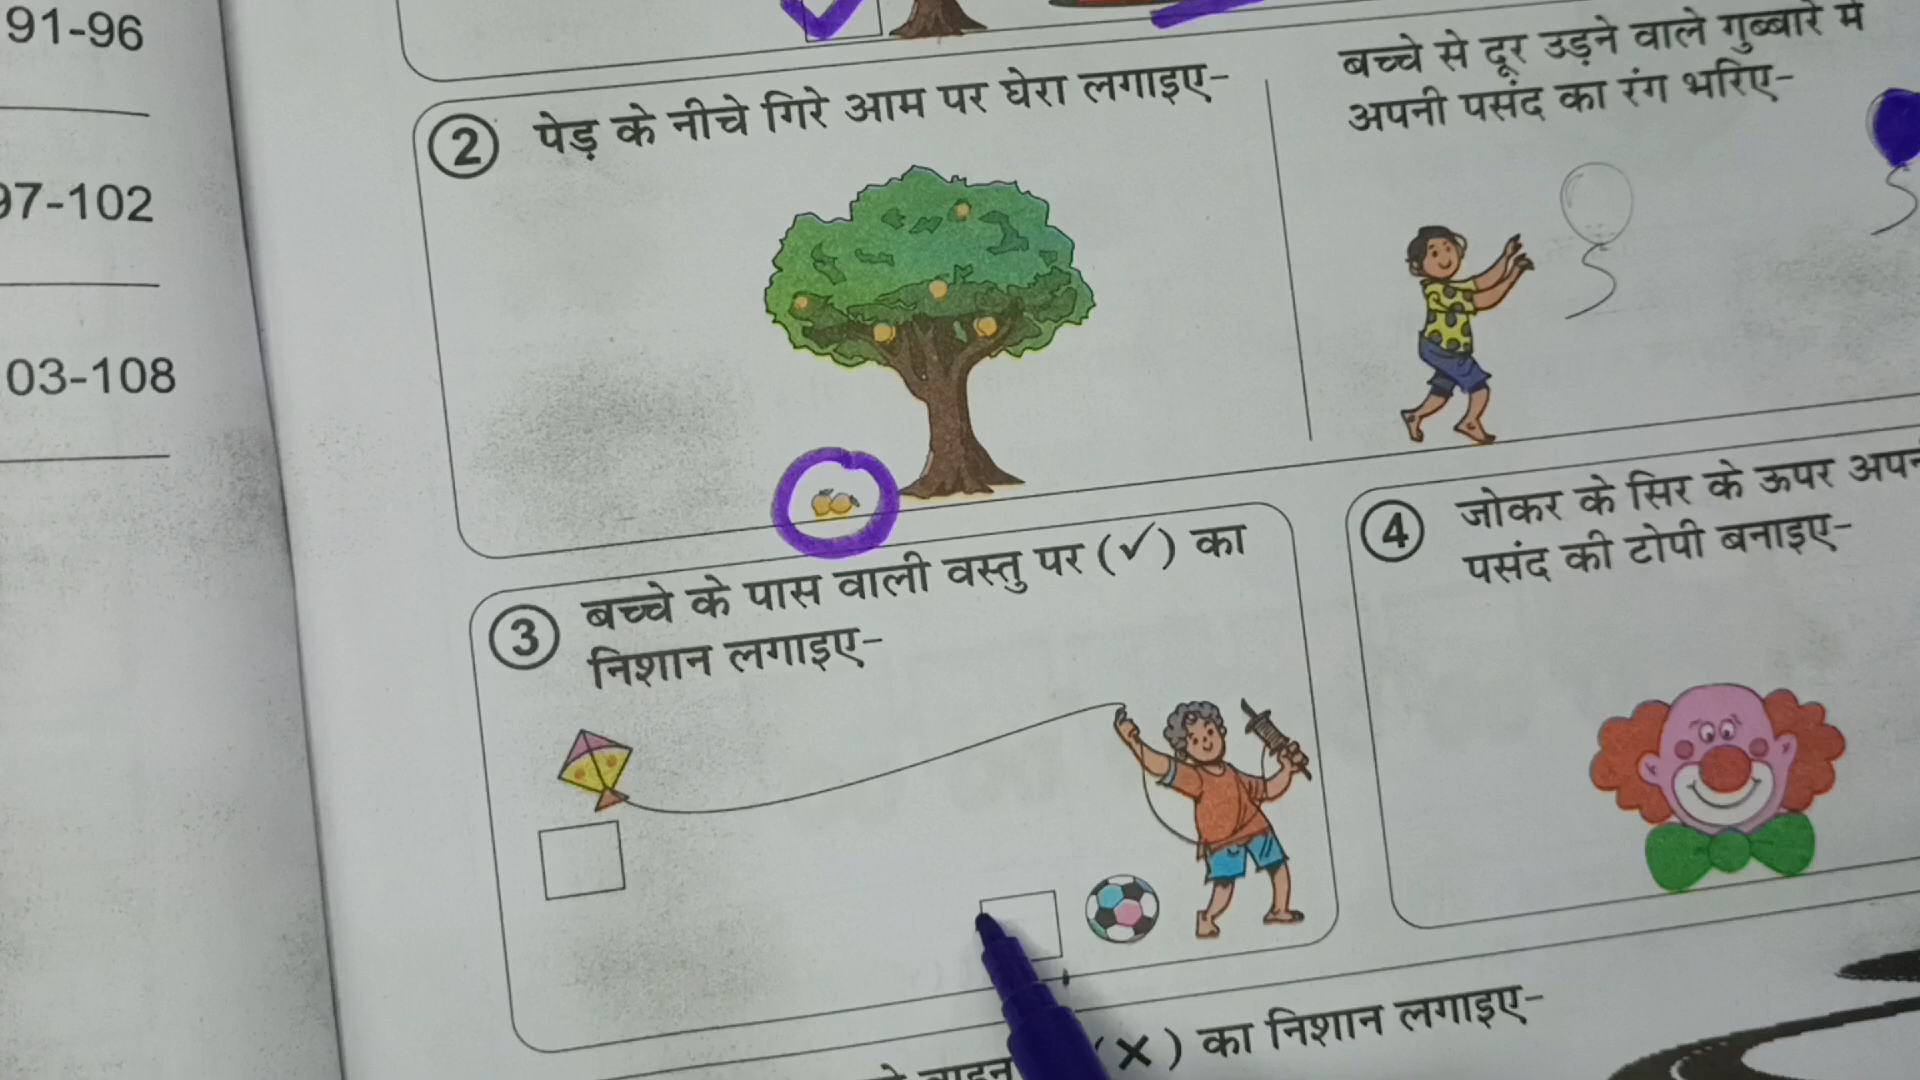 91-96
97-102
03-108
② पेड़ के नीचे गिरे आम पर घेरा लगाइए-
बच्चे से दूर उड़ने वाले गुब्बारे में
अपनी पसंद का रंग भरिए-
③ बच्चे के पास वाली वस्तु पर (✓) का
निशान लगाइए-
④ जोकर के सिर के ऊपर
पसंद की टोपी बनाइए-
(×) का निशान लगाइए-